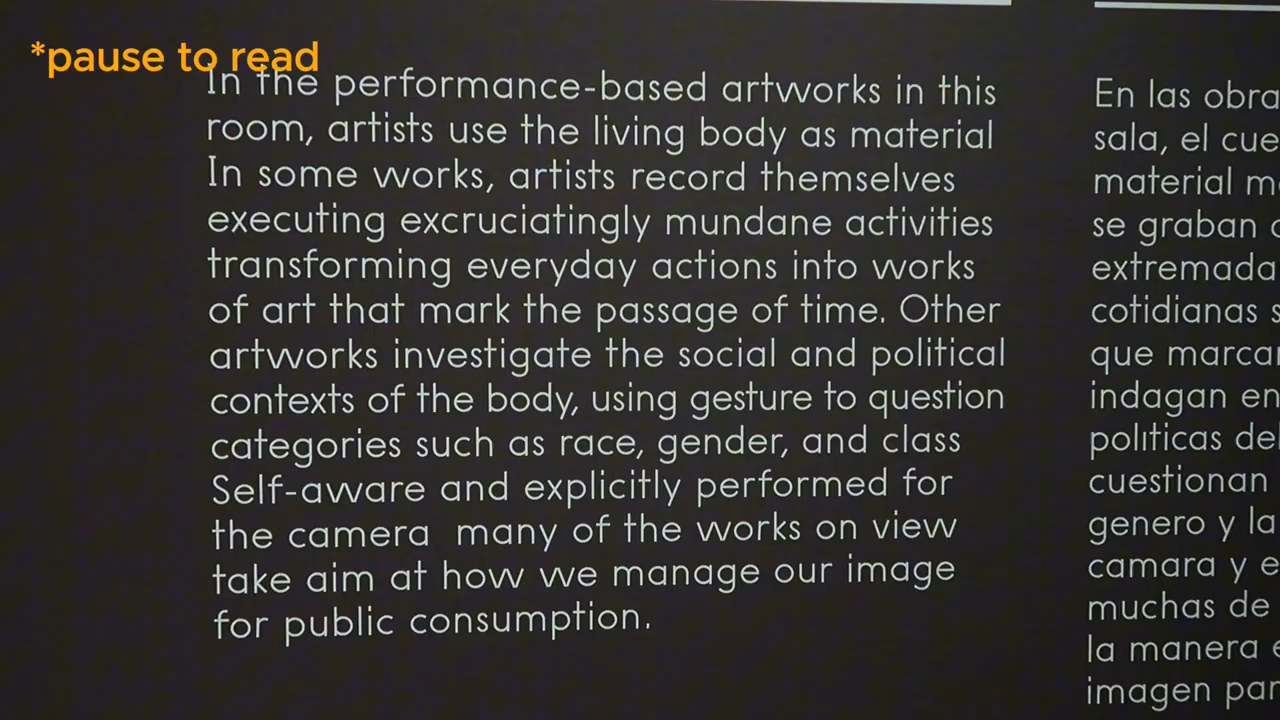 *pause to read
In the performance-based artworks in this
room, artists use the living body as material
In some works, artists record themselves
executing excruciatingly mundane activities
transforming everyday actions into works
of art that mark the passage of time. Other
artworks investigate the social and political
contexts of the body, using gesture to question
categories such as race, gender, and class
Self-aware and explicitly performed for
the camera many of the works on view
take aim at how we manage our image
for public consumption.
En las obra
sala, el cue
material m
se graban
extremada
cotidianas s
que marca
indagan en
políticas de
cuestionan
genero y la
camara y e
muchas de
la manera e
imagen par